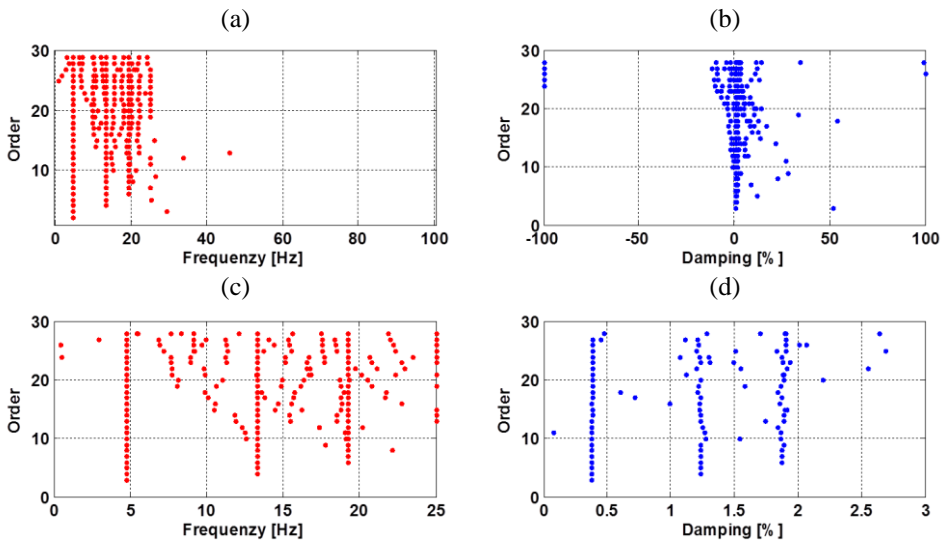 (a) (b)
30 30
20 20
10 10
0
0 20 40 60 80 100 -100 -50 0 50 100
Order Order
Frequenzy [Hz] Damping [% ]
(c) (d)
30 30
20 20
10 10
0 0
0 5 10 15 20 25 0 0.5 1 1.5 2 2.5 3
Order Order
Frequenzy [Hz] Damping [% ]